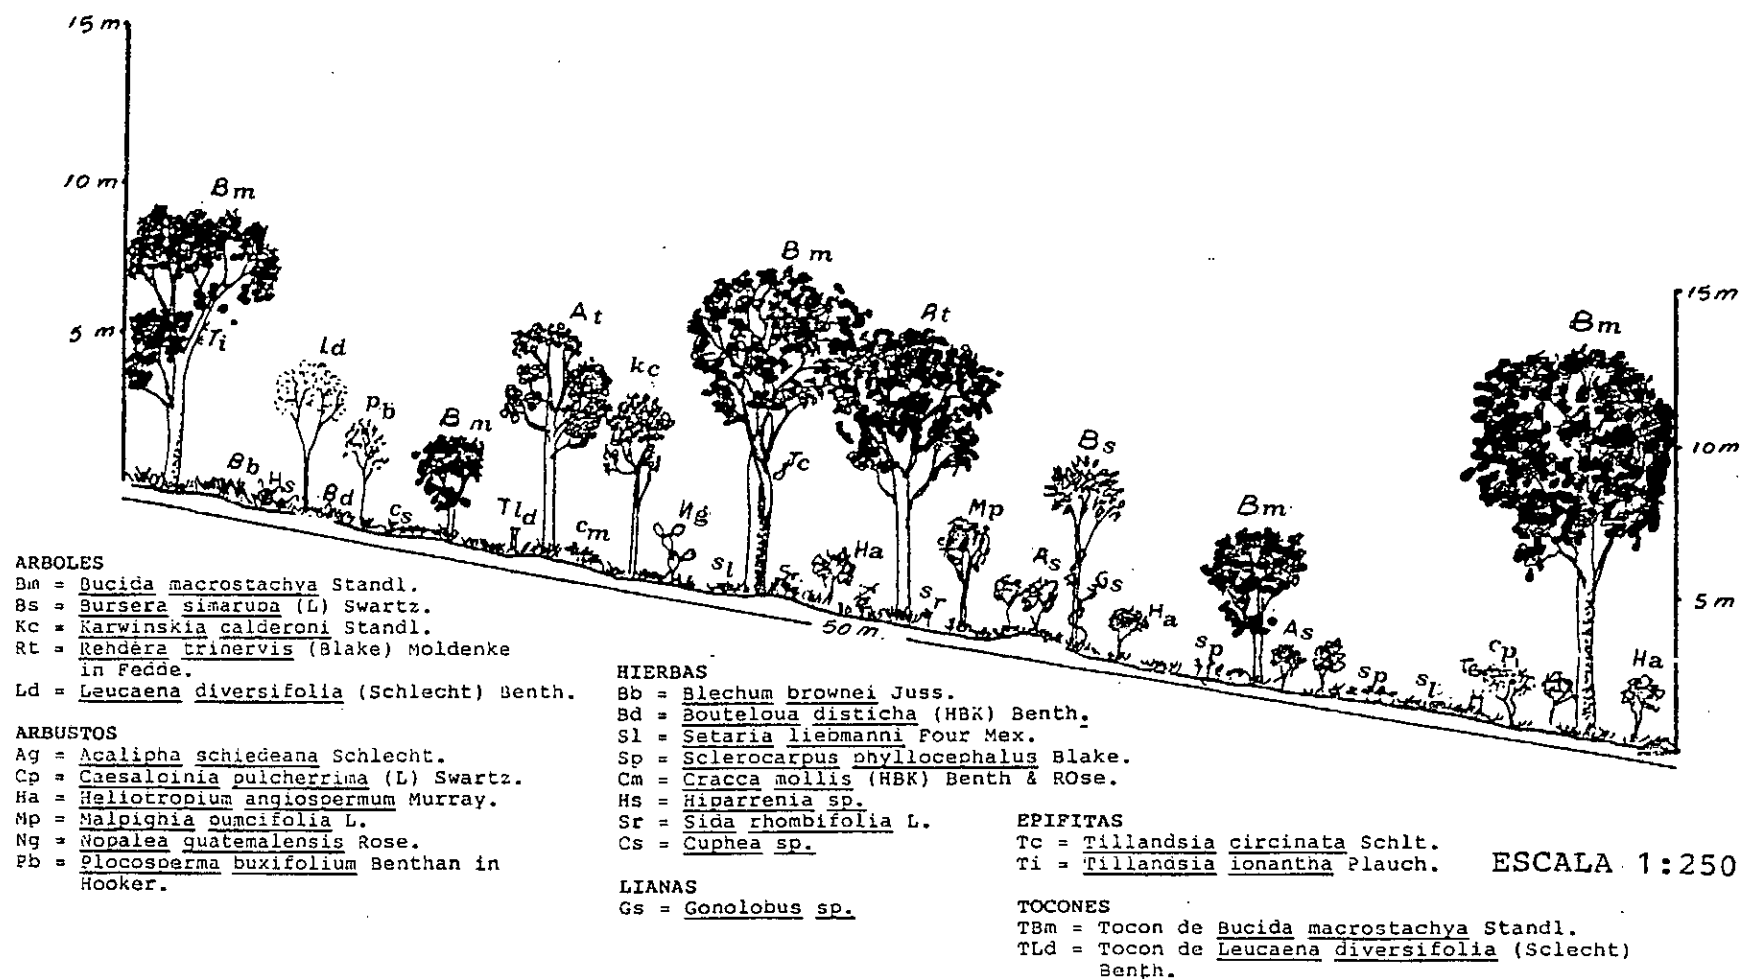 15 m
10 m
5 m
Bm
Ti
ld
pb
Bm
At
kc
Bm
Rt
Bb
Hs
Bd
cs
Tld
cm
Ng
Tc
sl
Sr
Ha
sr
Mp
As
Bs
Gs
Ha
Bm
sp
As
sp
sl
cp
Bm
Ha
15 m
10 m
5 m
50 m.
ARBOLES
Bm = Bucida macrostachya Standl.
Bs = Bursera simaruba (L) Swartz.
Kc = Karwinskia calderoni Standl.
Rt = Rehdera trinervis (Blake) Moldenke
in Fedde.
Ld = Leucaena diversifolia (Schlecht) Benth.
ARBUSTOS
Ag = Acalipha schiedeana Schlecht.
Cp = Caesalpinia pulcherrima (L) Swartz.
Ha = Heliotropium angiospermum Murray.
Mp = Malpighia pumcifolia L.
Ng = Nopalea guatemalensis Rose.
Pb = Plocosperma buxifolium Benthan in
Hooker.
HIERBAS
Bb = Blechum brownei Juss.
Bd = Bouteloua disticha (HBK) Benth.
Sl = Setaria liebmanni Four Mex.
Sp = Sclerocarpus phyllocephalus Blake.
Cm = Cracca mollis (HBK) Benth & ROse.
Hs = Hiparrenia sp.
Sr = Sida rhombifolia L.
Cs = Cuphea sp.
LIANAS
Gs = Gonolobus sp.
EPIFITAS
Tc = Tillandsia circinata Schlt.
Ti = Tillandsia ionantha Plauch.
ESCALA 1:250
TOCONES
TBm = Tocon de Bucida macrostachya Standl.
TLd = Tocon de Leucaena diversifolia (Sclecht)
Benth.